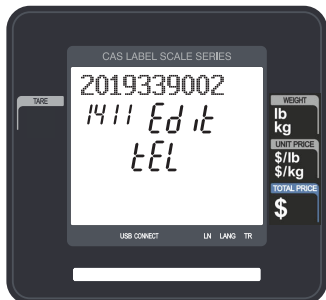 CAS LABEL SCALE SERIES
2019339002
1411 Edit
tEL
TARE
WEIGHT
lb
kg
UNIT PRICE
$/lb
$/kg
TOTAL PRICE
$
USB CONNECT LN LANG TR